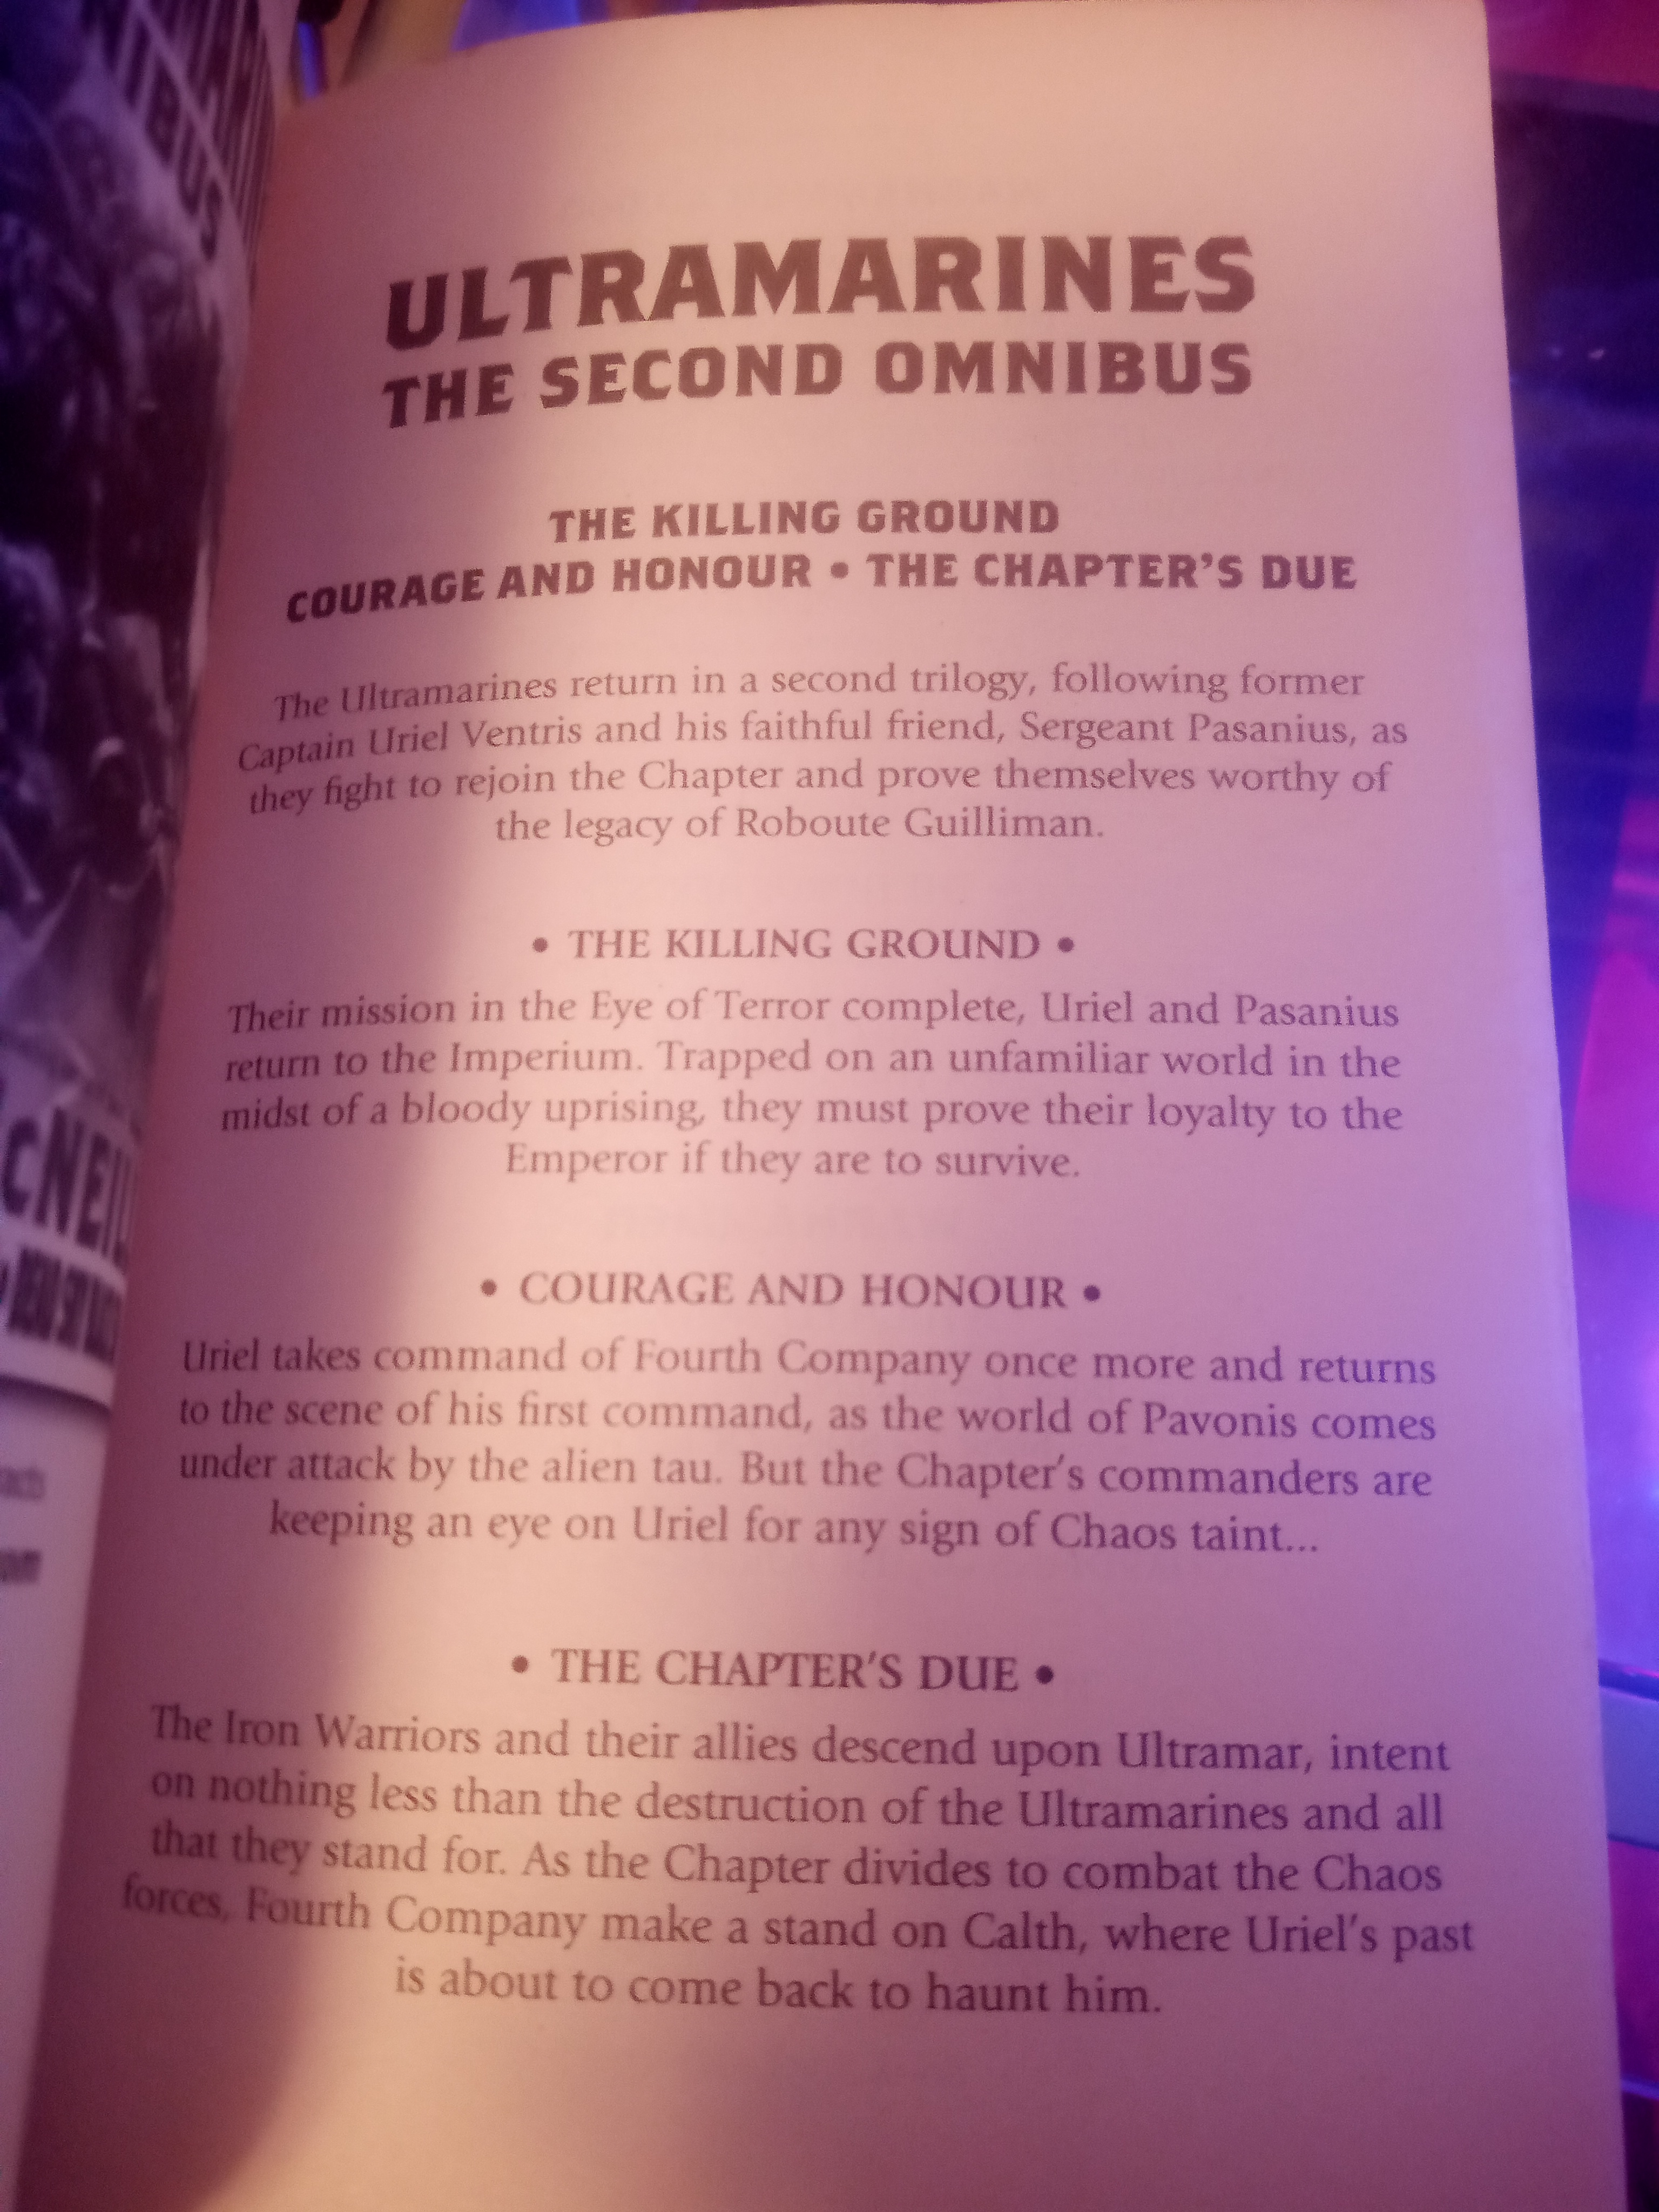 IBUS
CNEIL
ULTRAMARINES
THE SECOND OMNIBUS
THE KILLING GROUND
COURAGE AND HONOUR • THE CHAPTER'S DUE
The Ultramarines return in a second trilogy, following former
Captain Uriel Ventris and his faithful friend, Sergeant Pasanius, as
they fight to rejoin the Chapter and prove themselves worthy of
the legacy of Roboute Guilliman.
• THE KILLING GROUND •
Their mission in the Eye of Terror complete, Uriel and Pasanius
return to the Imperium. Trapped on an unfamiliar world in the
midst of a bloody uprising, they must prove their loyalty to the
Emperor if they are to survive.
• COURAGE AND HONOUR •
Uriel takes command of Fourth Company once more and returns
to the scene of his first command, as the world of Pavonis comes
under attack by the alien tau. But the Chapter's commanders are
keeping an eye on Uriel for any sign of Chaos taint...
• THE CHAPTER'S DUE •
The Iron Warriors and their allies descend upon Ultramar, intent
on nothing less than the destruction of the Ultramarines and all
that they stand for. As the Chapter divides to combat the Chaos
forces, Fourth Company make a stand on Calth, where Uriel's past
is about to come back to haunt him.